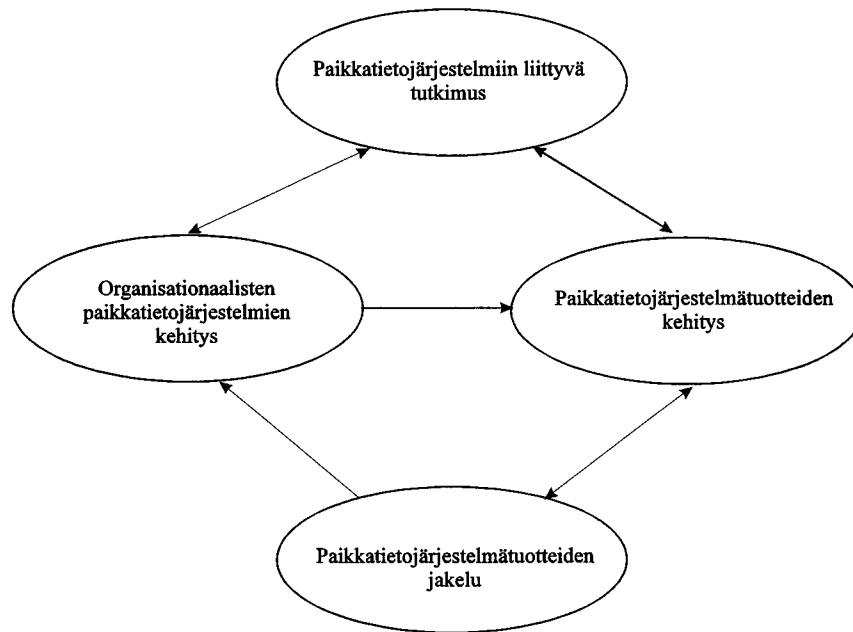 Paikkatietojärjestelmiin liittyvä
tutkimus
Organisationaalisten
paikkatietojärjestelmien
kehitys
Paikkatietojärjestelmätuotteiden
kehitys
Paikkatietojärjestelmätuotteiden
jakelu